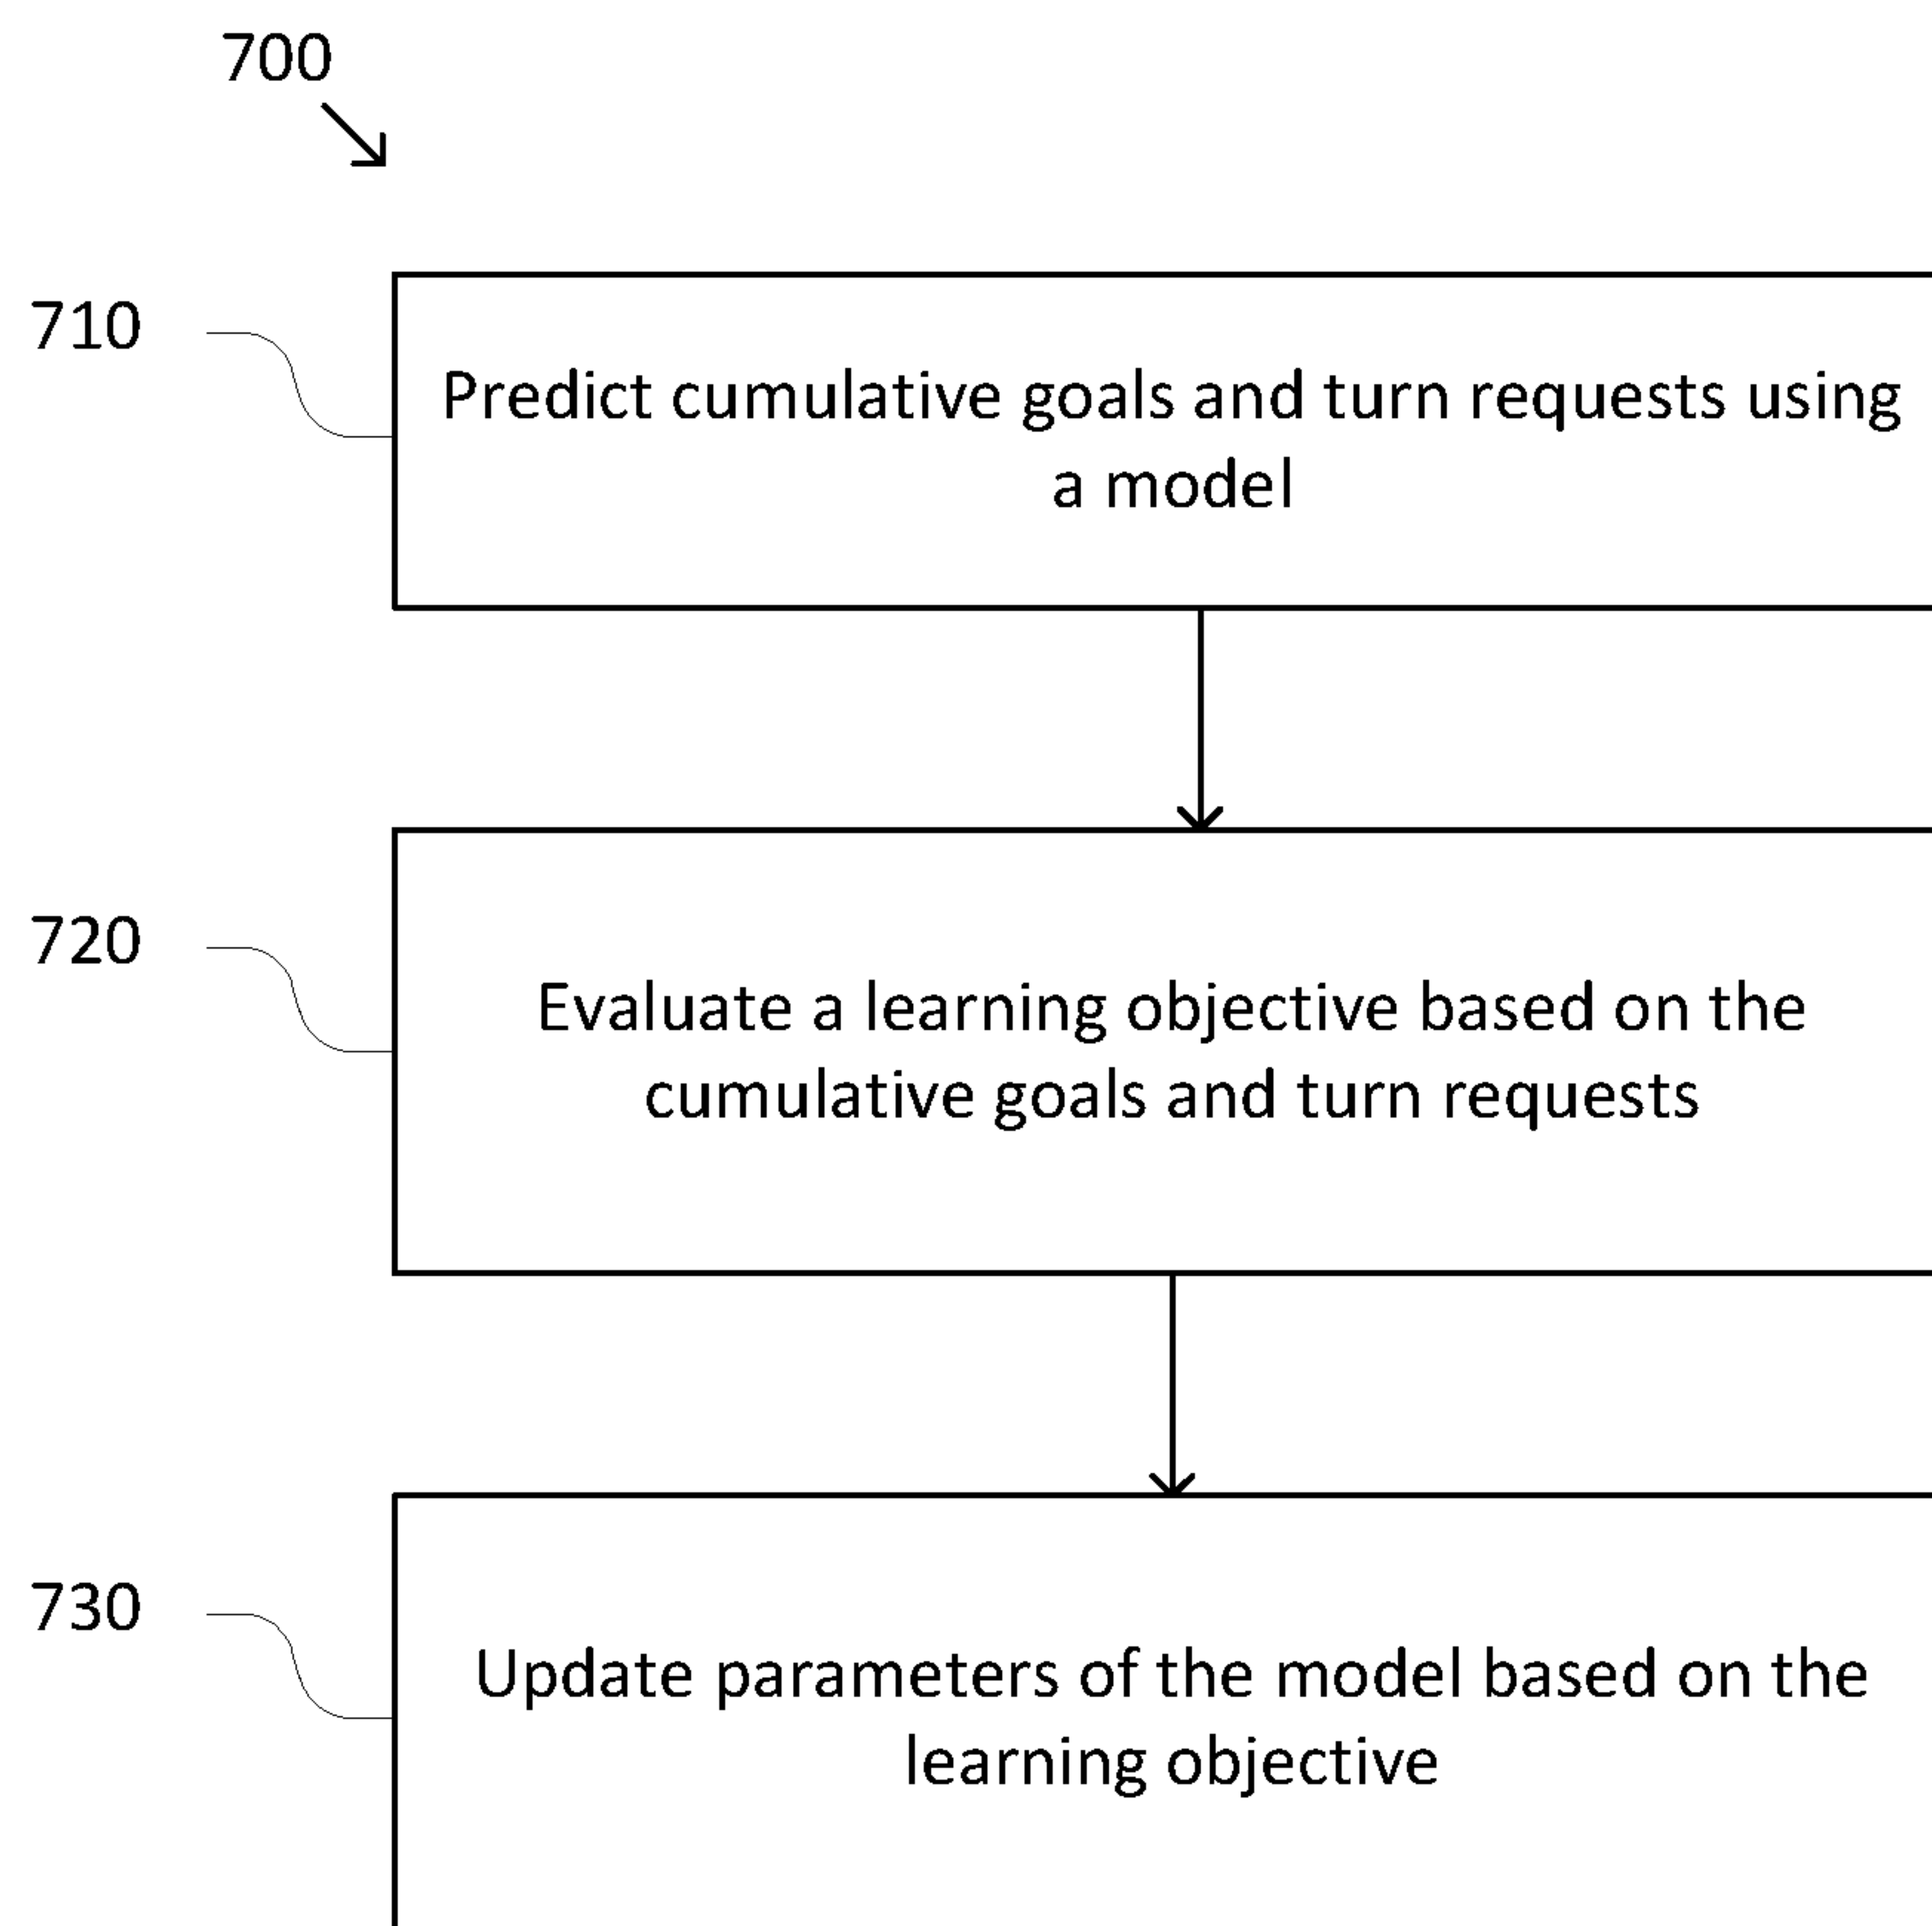 700
710
Predict cumulative goals and turn requests using
a model
720
Evaluate a learning objective based on the
cumulative goals and turn requests
730
Update parameters of the model based on the
learning objective